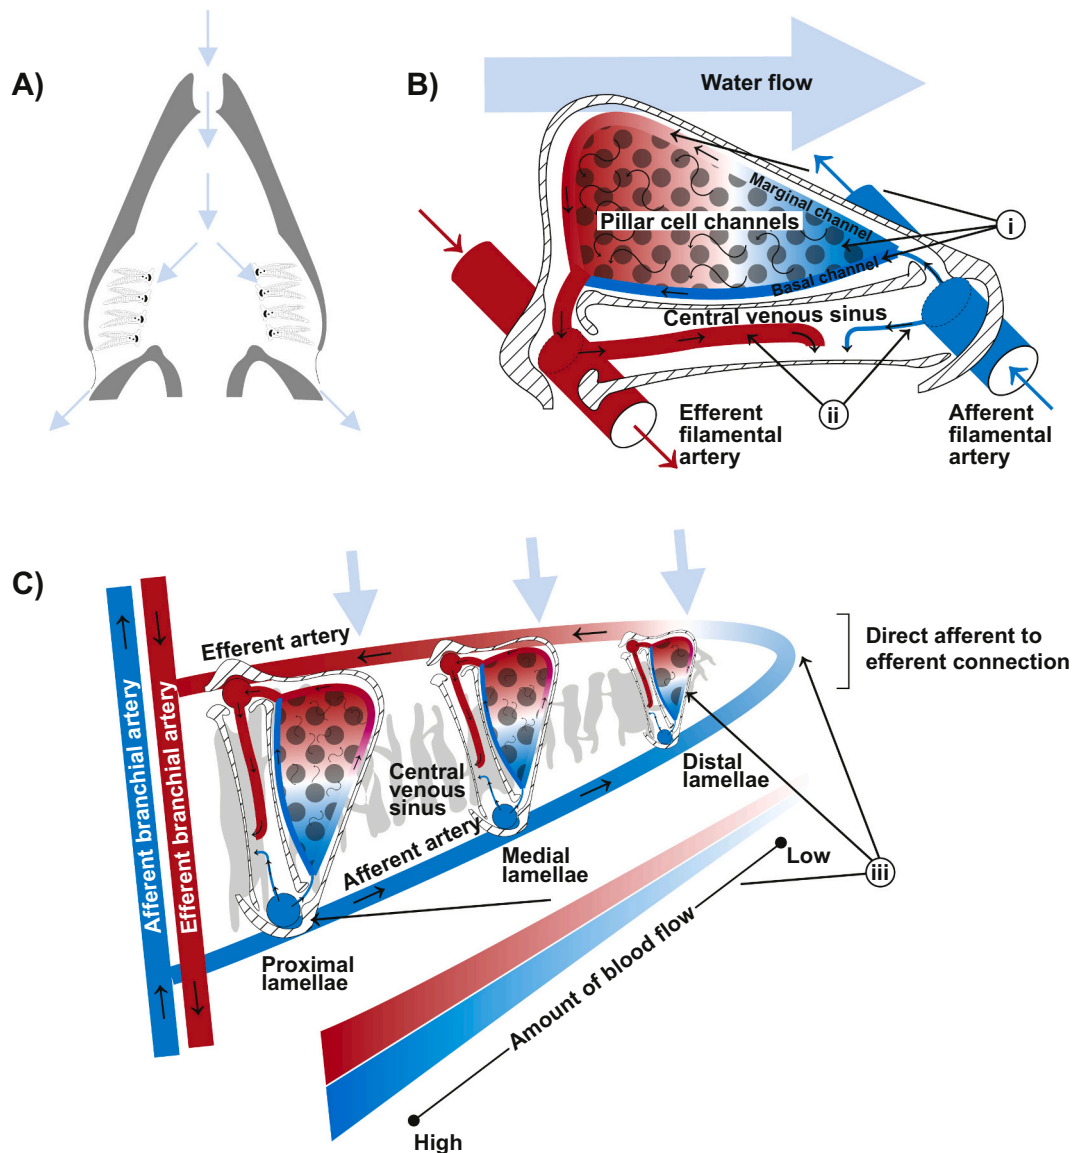 A)
B)
Water flow
Marginal channel
Pillar cell channels
i
Basal channel
Central venous sinus
ii
Efferent
filamental
artery
Afferent
filamental
artery
C)
Efferent artery
Direct afferent to
efferent connection
Afferent branchial artery
Efferent branchial artery
Central
venous
sinus
Distal
lamellae
Afferent artery
Medial
lamellae
Low
iii
Proximal
lamellae
Amount of blood flow
High